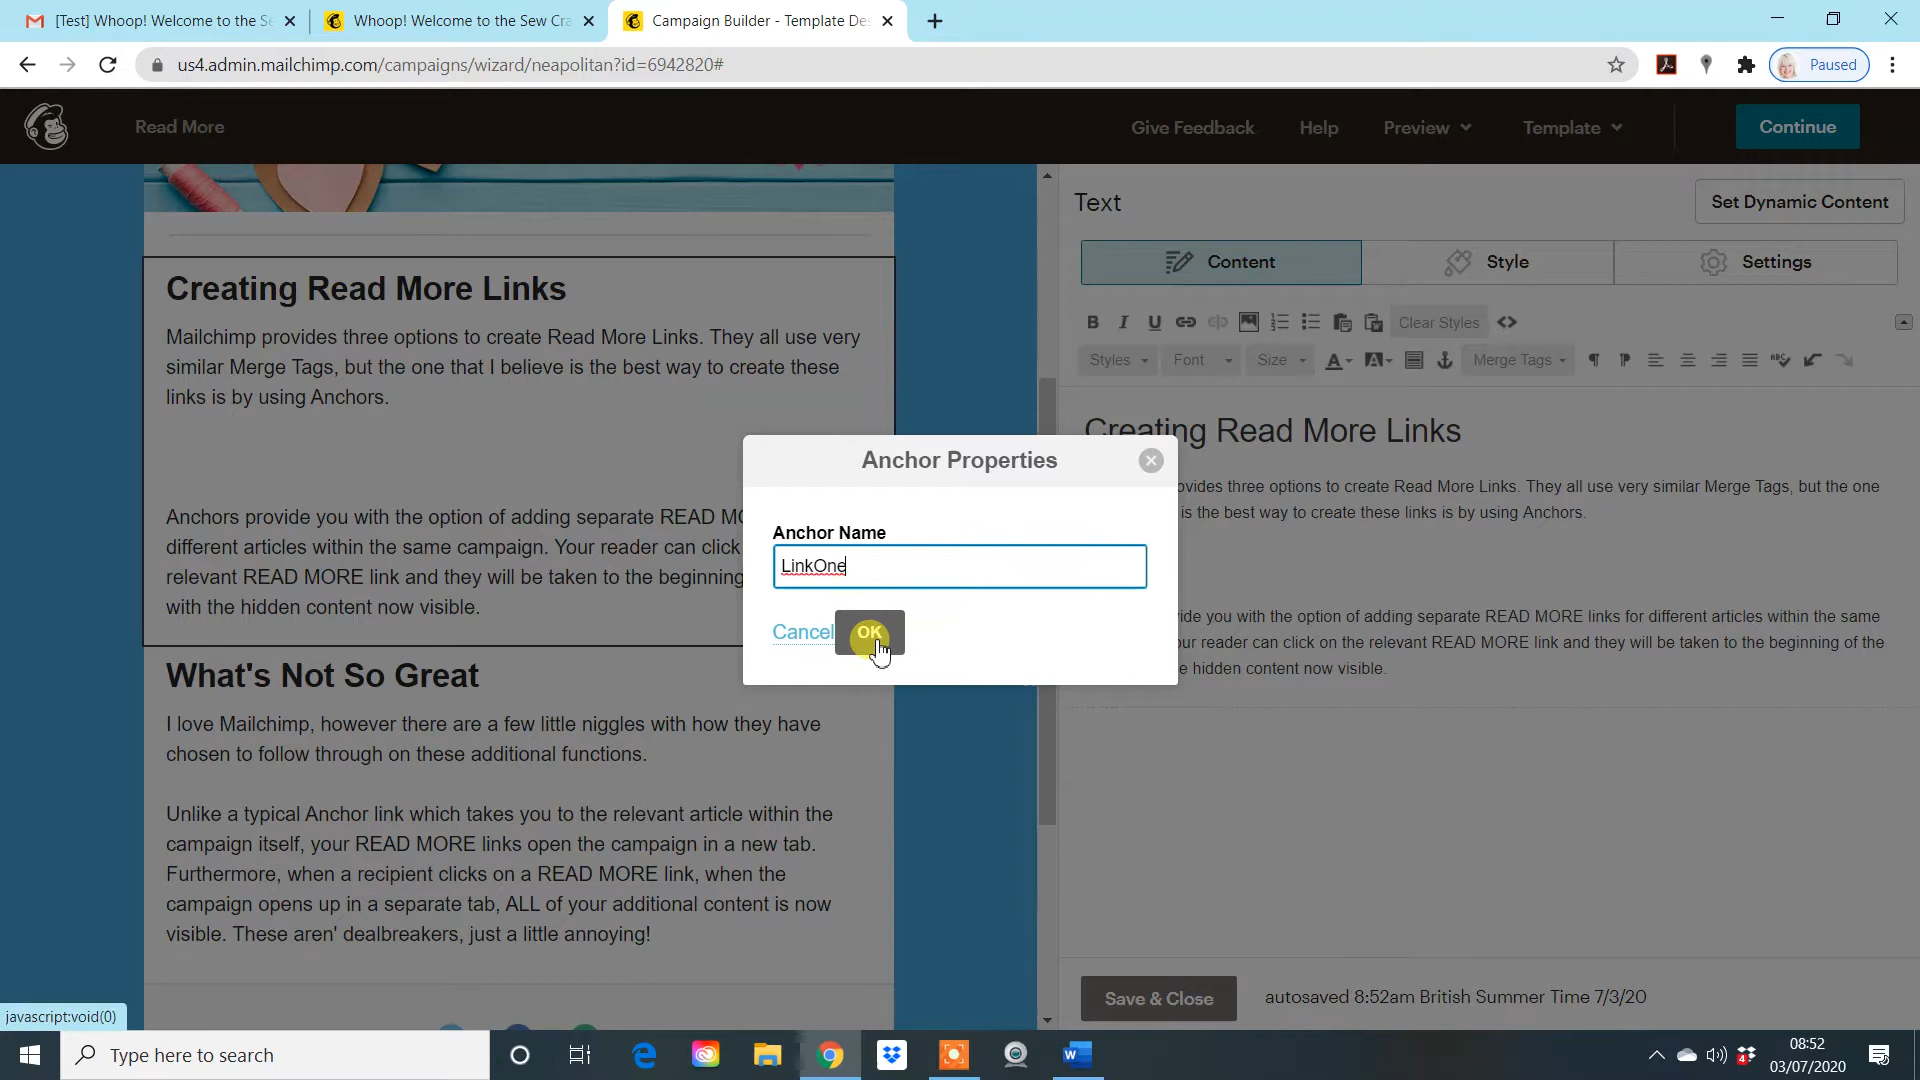 [Test] Whoop! Welcome to the Se
Whoop! Welcome to the Sew Cra
Campaign Builder - Template De
us4.admin.mailchimp.com/campaigns/wizard/neapolitan?id=6942820#
Paused
Read More
Give Feedback
Help
Preview
Template
Continue
Text
Set Dynamic Content
Content
Style
Settings
B I U
Clear Styles
Styles
Font
Size
A
A
Merge Tags
ABC
Creating Read More Links
Mailchimp provides three options to create Read More Links. They all use very
similar Merge Tags, but the one that I believe is the best way to create these
links is by using Anchors.
Anchors provide you with the option of adding separate READ MO
different articles within the same campaign. Your reader can click
relevant READ MORE link and they will be taken to the beginning
with the hidden content now visible.
What's Not So Great
I love Mailchimp, however there are a few little niggles with how they have
chosen to follow through on these additional functions.
Unlike a typical Anchor link which takes you to the relevant article within the
campaign itself, your READ MORE links open the campaign in a new tab.
Furthermore, when a recipient clicks on a READ MORE link, when the
campaign opens up in a separate tab, ALL of your additional content is now
visible. These aren' dealbreakers, just a little annoying!
Anchor Properties
Anchor Name
LinkOne
Cancel
OK
Creating Read More Links
ovides three options to create Read More Links. They all use very similar Merge Tags, but the one
is the best way to create these links is by using Anchors.
ide you with the option of adding separate READ MORE links for different articles within the same
our reader can click on the relevant READ MORE link and they will be taken to the beginning of the
e hidden content now visible.
Save & Close
autosaved 8:52am British Summer Time 7/3/20
javascript:void(0)
Type here to search
W
4
08:52
03/07/2020